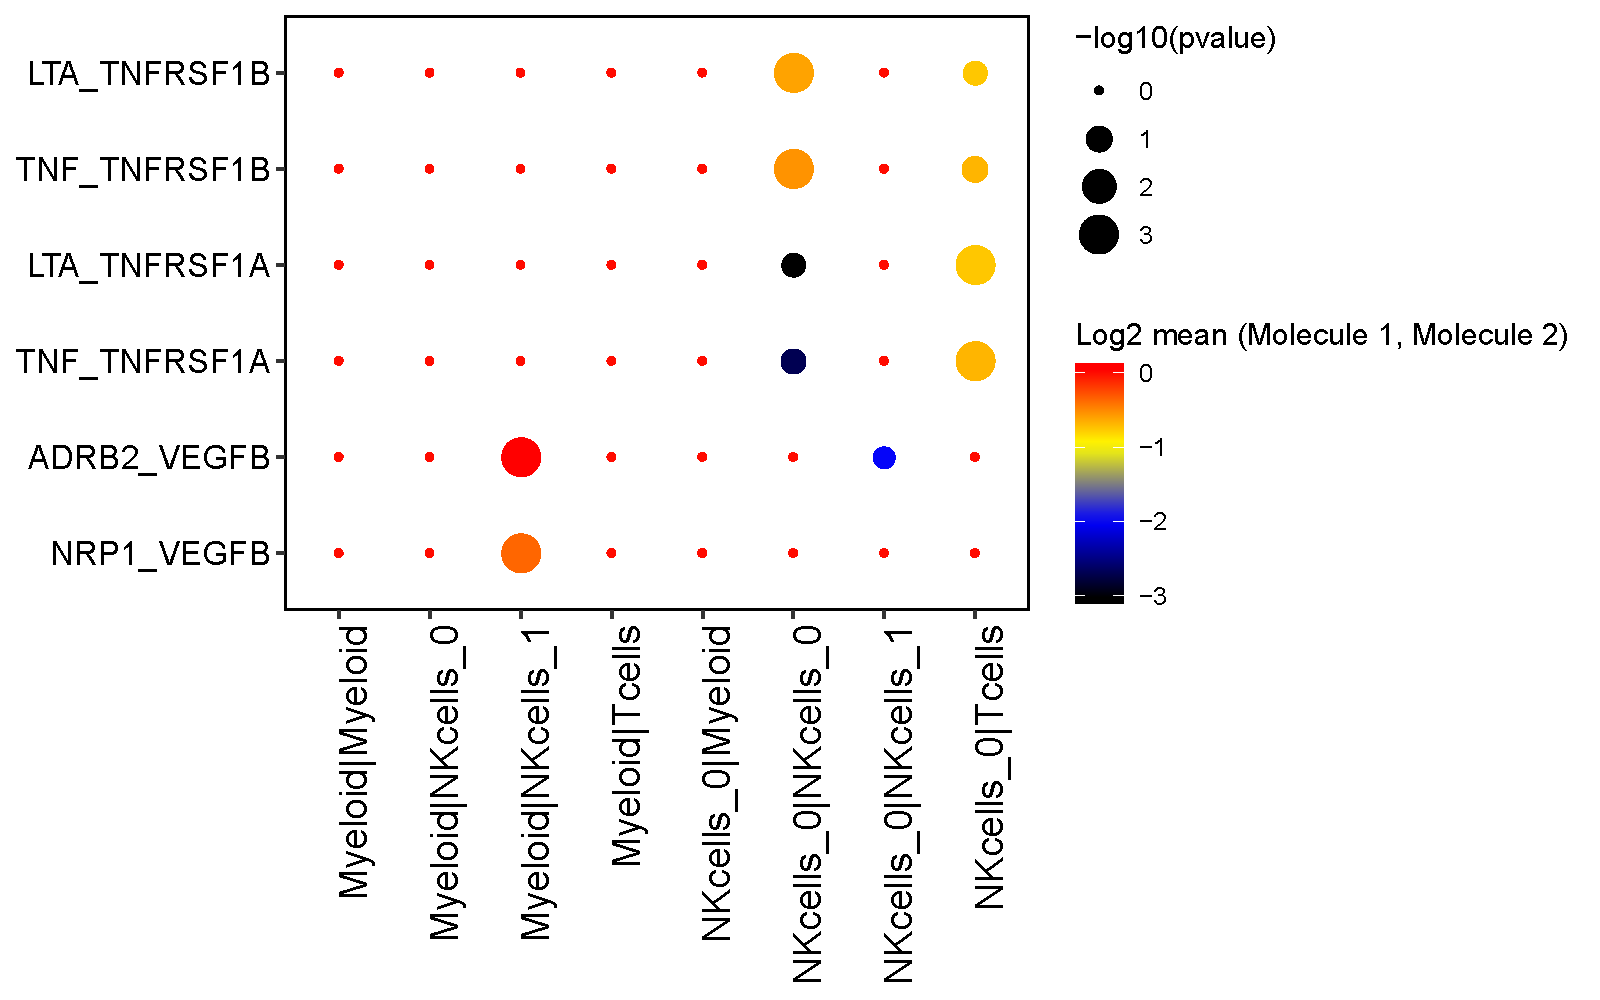 LTA_TNFRSF1B
TNF_TNFRSF1B
LTA_TNFRSF1A
TNF_TNFRSF1A
ADRB2_VEGFB
NRP1_VEGFB
Myeloid|Myeloid
Myeloid|NKcells_0
Myeloid|NKcells_1
Myeloid|Tcells
NKcells_0|Myeloid
NKcells_0|NKcells_0
NKcells_0|NKcells_1
NKcells_0|Tcells
−log10(pvalue)
0
1
2
3
Log2 mean (Molecule 1, Molecule 2)
0
−1
−2
−3